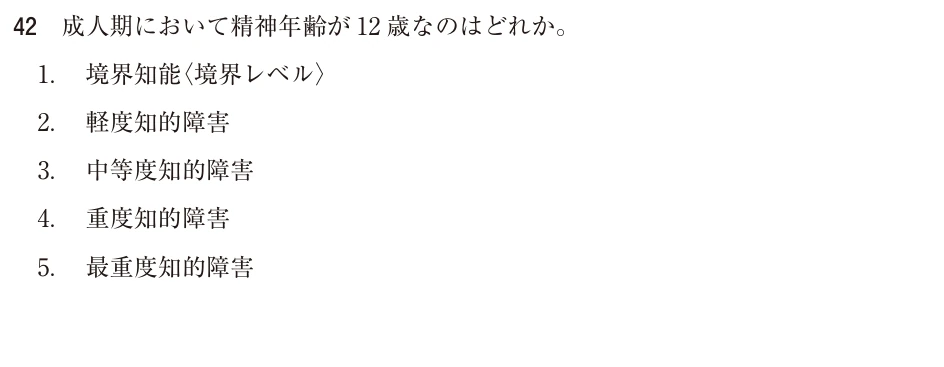 42 成人期において精神年齢が 12 歳なのはどれか。
1. 境界知能〈境界レベル〉
2. 軽度知的障害
3. 中等度知的障害
4. 重度知的障害
5. 最重度知的障害